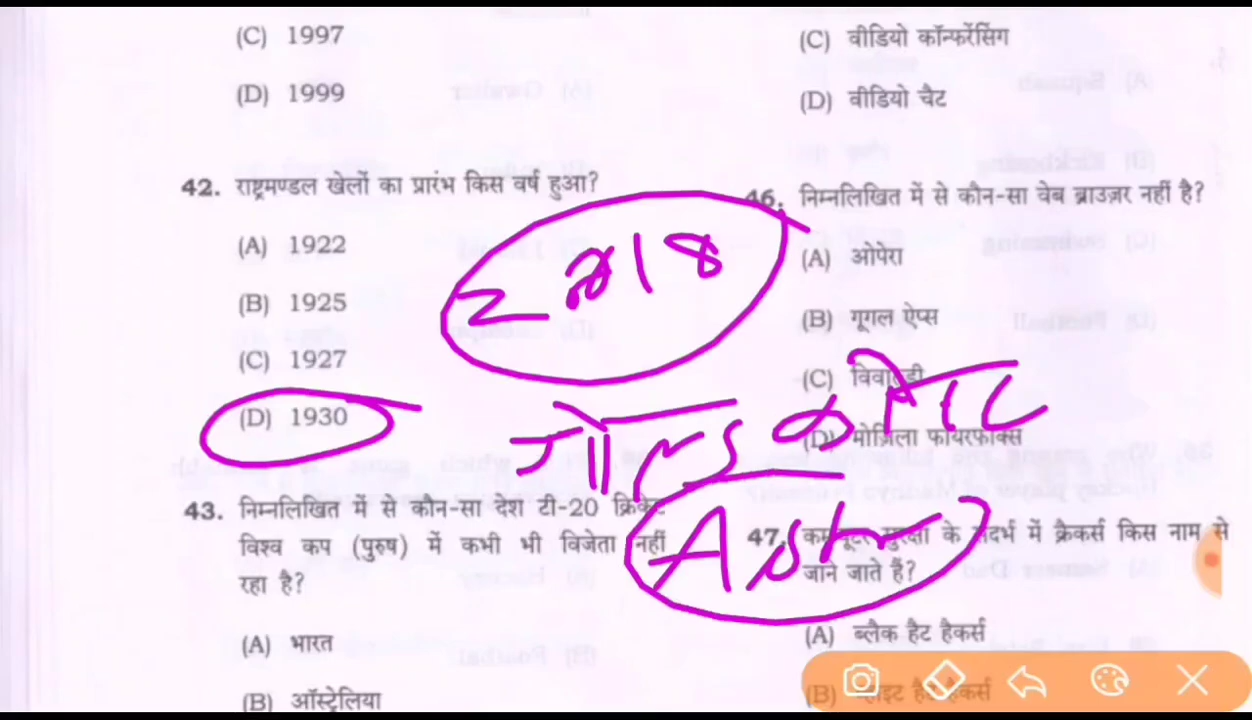 (C) 1997
(D) 1999
42. राष्ट्रमण्डल खेलों का प्रारंभ किस वर्ष हुआ?
(A) 1922
(B) 1925
(C) 1927
(D) 1930
43. निम्नलिखित में से कौन-सा देश टी-20 क्रिकेट
विश्व कप (पुरुष) में कभी भी विजेता नहीं
रहा है?
(A) भारत
(B) ऑस्ट्रेलिया
(C) वीडियो कॉन्फरेंसिंग
(D) वीडियो चैट
46. निम्नलिखित में से कौन-सा वेब ब्राउज़र नहीं है?
(A) ओपेरा
(B) गूगल ऐप्स
(C) विवाल्डी
(D) मोज़िला फायरफॉक्स
47. कम्प्यूटर सुरक्षा के संदर्भ में क्रैकर्स किस नाम से
जाने जाते हैं?
(A) ब्लैक हैट हैकर्स
(B) व्हाइट हैट हैकर्स
2018